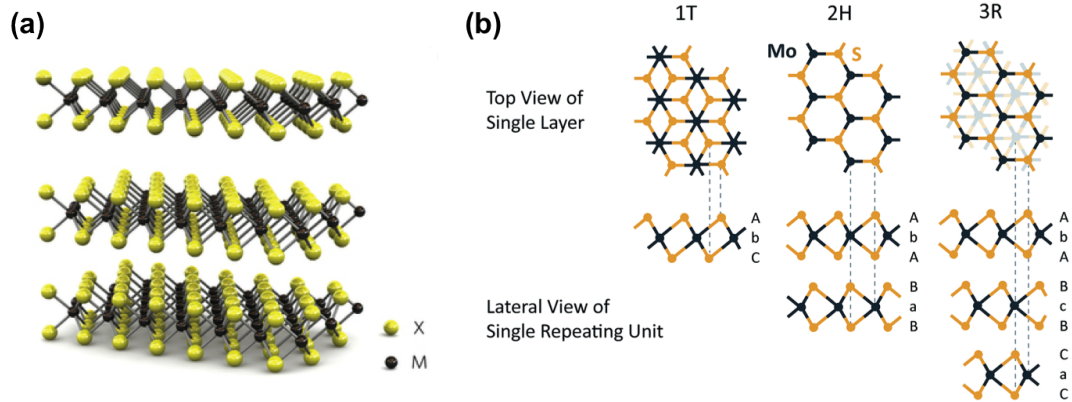 (a)
X
M
(b)
1T
2H
3R
Mo
S
Top View of
Single Layer
A
b
C
A
b
A
A
b
A
Lateral View of
Single Repeating Unit
B
a
B
B
c
B
C
a
C